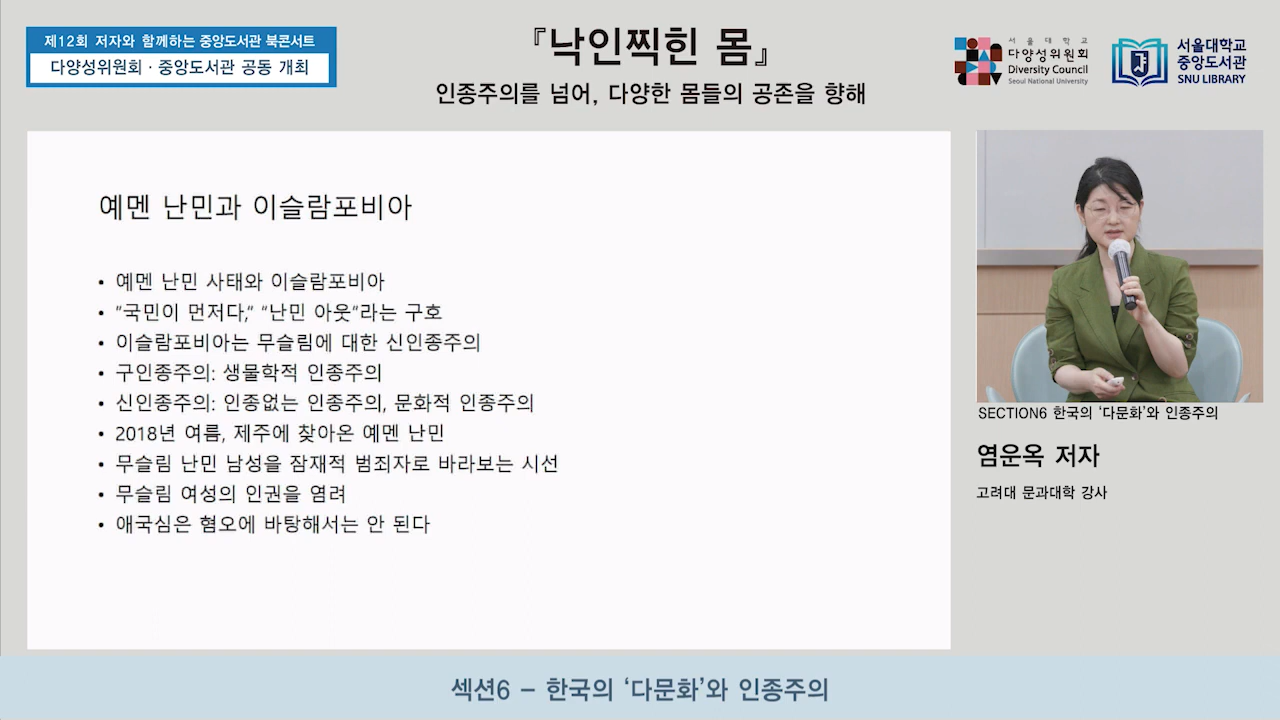 제12회 저자와 함께하는 중앙도서관 북콘서트
다양성위원회 · 중앙도서관 공동 개최
『낙인찍힌 몸』
인종주의를 넘어, 다양한 몸들의 공존을 향해
서울대학교
다양성위원회
Diversity Council
Seoul National University
서울대학교
중앙도서관
SNU LIBRARY
예멘 난민과 이슬람포비아
• 예멘 난민 사태와 이슬람포비아
• “국민이 먼저다,” “난민 아웃“라는 구호
• 이슬람포비아는 무슬림에 대한 신인종주의
• 구인종주의: 생물학적 인종주의
• 신인종주의: 인종없는 인종주의, 문화적 인종주의
• 2018년 여름, 제주에 찾아온 예멘 난민
• 무슬림 난민 남성을 잠재적 범죄자로 바라보는 시선
• 무슬림 여성의 인권을 염려
• 애국심은 혐오에 바탕해서는 안 된다
SECTION6 한국의 ‘다문화’와 인종주의
염운옥 저자
고려대 문과대학 강사
섹션6 – 한국의 ‘다문화’와 인종주의